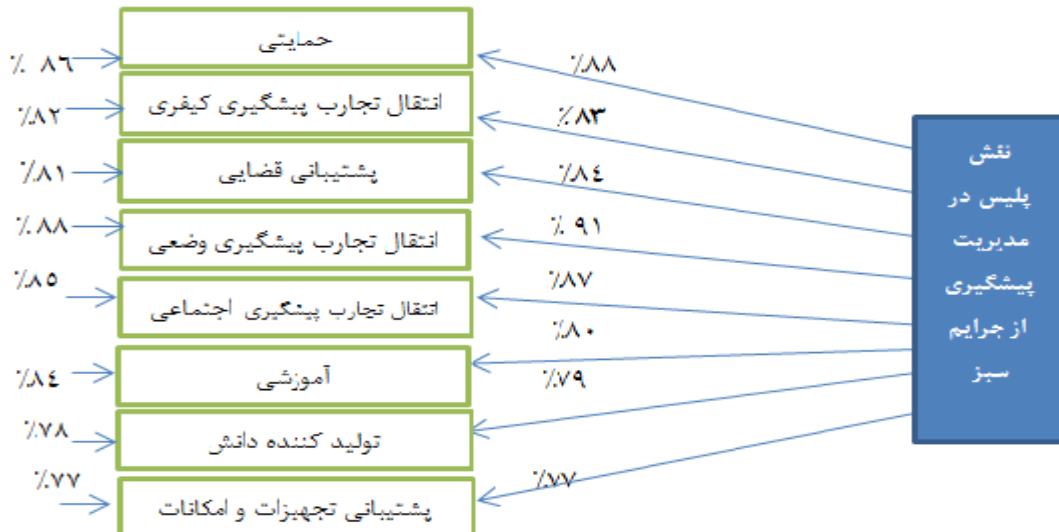 نقش
پلیس در
مدیریت
پیشگیری
از جرایم
سبز
٪۸۸
حمایتی
٪ ۸٦
٪۸۳
انتقال تجارب پیشگیری کیفری
٪۸۲
٪۸٤
پشتیبانی قضایی
٪۸۱
٪ ۹۱
انتقال تجارب پیشگیری وضعی
٪ ۸۸
٪۸۷
انتقال تجارب پیشگیری اجتماعی
٪۸۵
٪۸۰
آموزشی
٪۸٤
٪۷۹
تولید کننده دانش
٪۷۸
٪۷۷
پشتیبانی تجهیزات و امکانات
٪۷۷